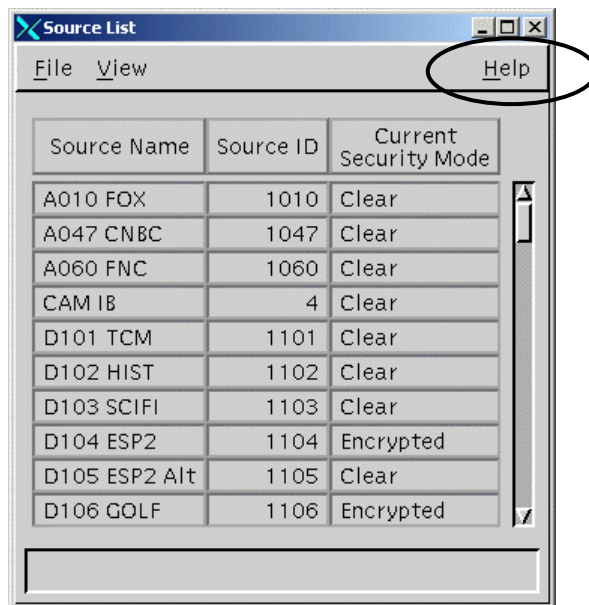 Source List
File View Help
Source Name Source ID Current Security Mode
A010 FOX 1010 Clear
A047 CNBC 1047 Clear
A060 FNC 1060 Clear
CAM IB 4 Clear
D101 TCM 1101 Clear
D102 HIST 1102 Clear
D103 SCIFI 1103 Clear
D104 ESP2 1104 Encrypted
D105 ESP2 Alt 1105 Clear
D106 GOLF 1106 Encrypted